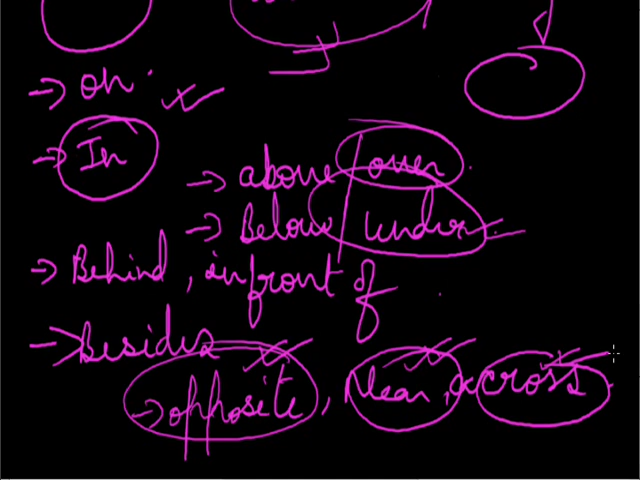 → on
→ In
→ above / over
→ Below / under
→ Behind, in front of
→ Besides
→ opposite, Near, across